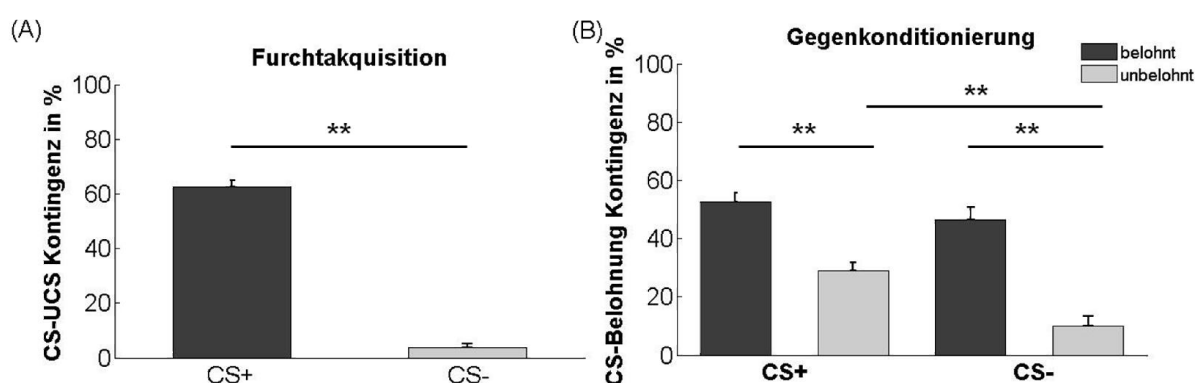 (A)
Furchtakquisition
CS-UCS Kontingenz in %
100
80
60
40
20
0
**
CS+
CS-
(B)
Gegenkonditionierung
belohnt
unbelohnt
CS-Belohnung Kontingenz in %
100
80
60
40
20
0
**
**
**
CS+
CS-